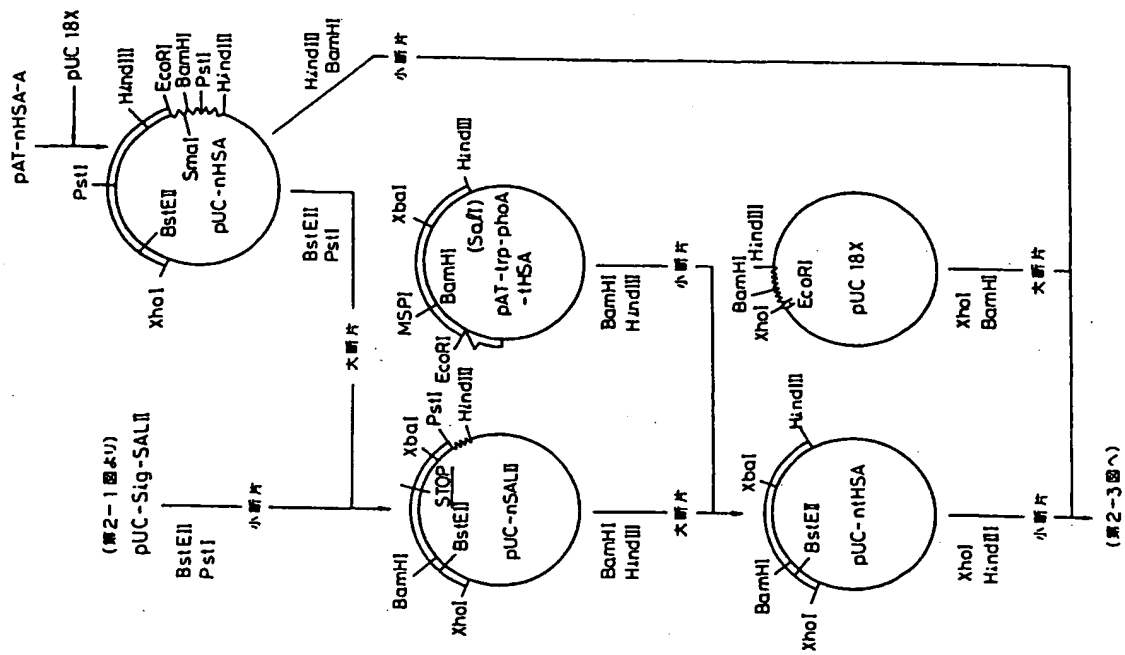 pAT-nHSA-A
pUC 18X
PstI
HindIII
EcoRI
BamHI
PstI
HindIII
SmaI
BstEII
XhoI
pUC-nHSA
HindIII
BamHI
小断片
BstEII
PstI
大断片
(第2-1図より)
pUC-Sig-SALII
BstEII
PstI
小断片
XbaI
PstI
HindIII
STOP
BstEII
BamHI
XhoI
pUC-nSALII
BamHI
HindIII
大断片
XbaI
HindIII
(SalI)
BamHI
MSPI
EcoRI
pAT-trp-phoA
-tHSA
BamHI
HindIII
小断片
XbaI
HindIII
BamHI
BstEII
XhoI
pUC-ntHSA
XhoI
HindIII
小断片
BamHI
HindIII
XhoI
EcoRI
pUC 18X
XhoI
BamHI
大断片
(第2-3図へ)